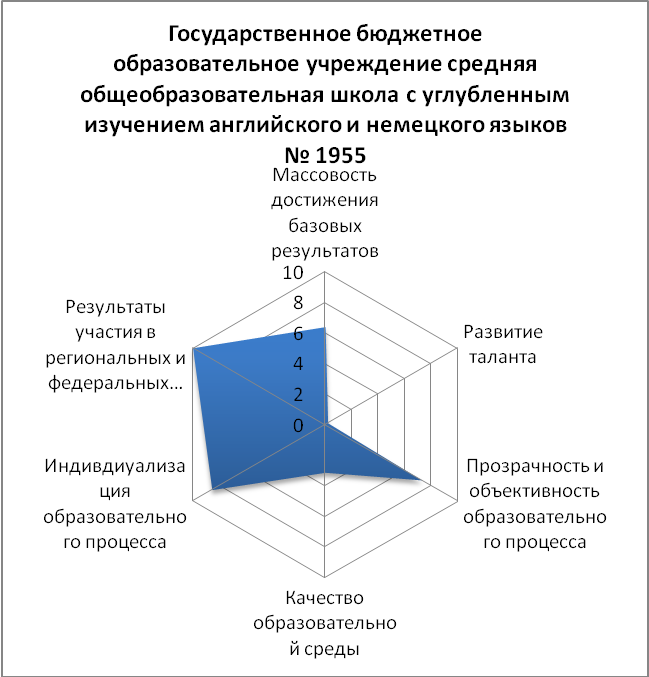 Государственное бюджетное
образовательное учреждение средняя
общеобразовательная школа с углубленным
изучением английского и немецкого языков
№ 1955
Массовость
достижения
базовых
результатов
10
8
6
4
2
0
Развитие
таланта
Прозрачность и
объективность
образовательно
го процесса
Качество
образовательно
й среды
Индивдиуализа
ция
образовательно
го процесса
Результаты
участия в
региональных и
федеральных...